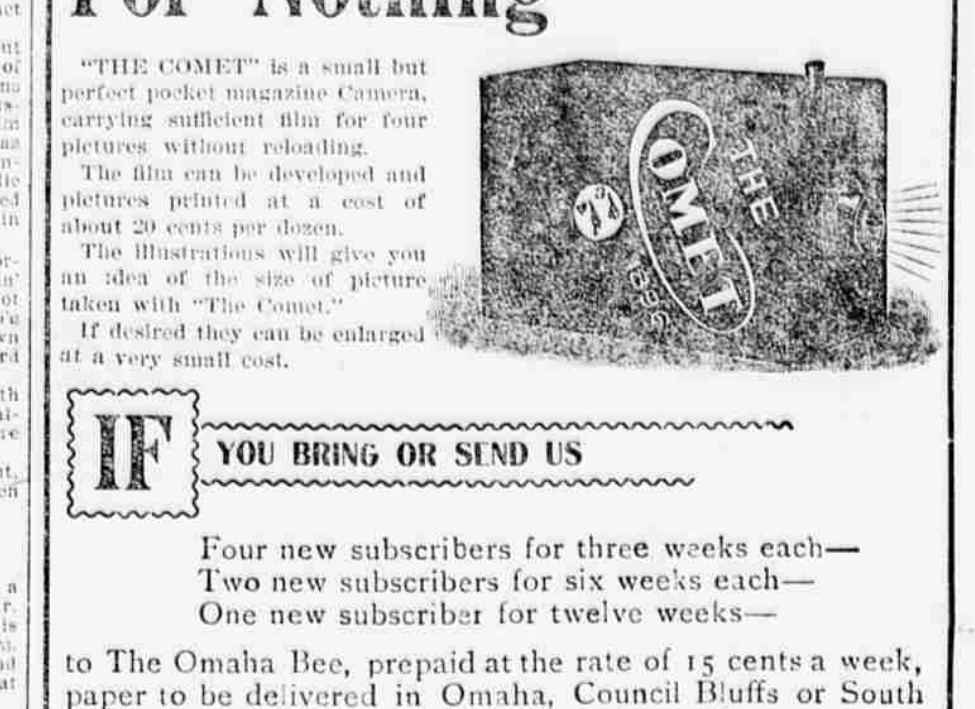 For Nothing
"THE COMET" is a small but
perfect pocket magazine Camera,
carrying sufficient film for four
pictures without reloading.
The film can be developed and
pictures printed at a cost of
about 20 cents per dozen.
The illustrations will give you
an idea of the size of picture
taken with "The Comet."
If desired they can be enlarged
at a very small cost.
THE
COMET
IF
YOU BRING OR SEND US
Four new subscribers for three weeks each—
Two new subscribers for six weeks each—
One new subscriber for twelve weeks—
to The Omaha Bee, prepaid at the rate of 15 cents a week,
paper to be delivered in Omaha, Council Bluffs or South